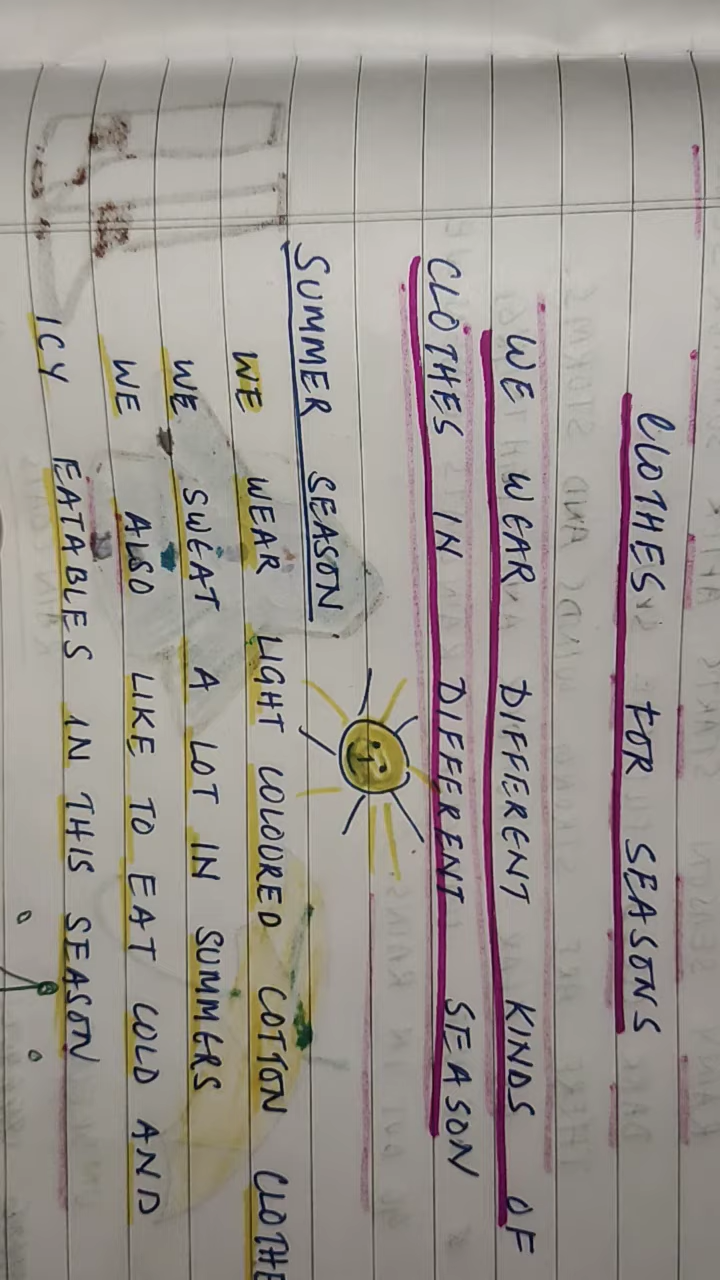 CLOTHES FOR SEASONS
WE WEAR DIFFERENT KINDS OF
CLOTHES IN DIFFERENT SEASON
SUMMER SEASON
WE WEAR LIGHT COLOURED COTTON CLOTHE
WE SWEAT A LOT IN SUMMERS
WE ALSO LIKE TO EAT COLD AND
ICY EATABLES IN THIS SEASON